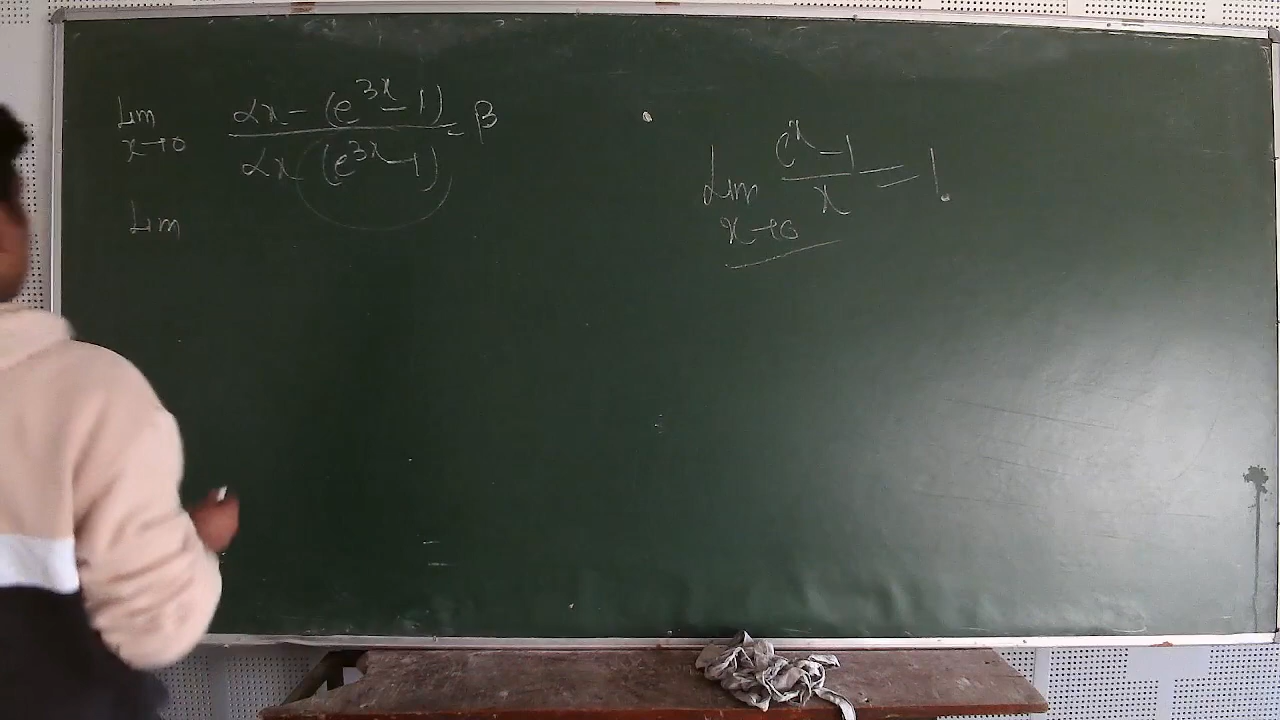 Lim αx - (e^{3x} - 1)
x→0 αx (e^{3x} - 1) = β
Lim
Lim e^x - 1
x→0 x = 1.